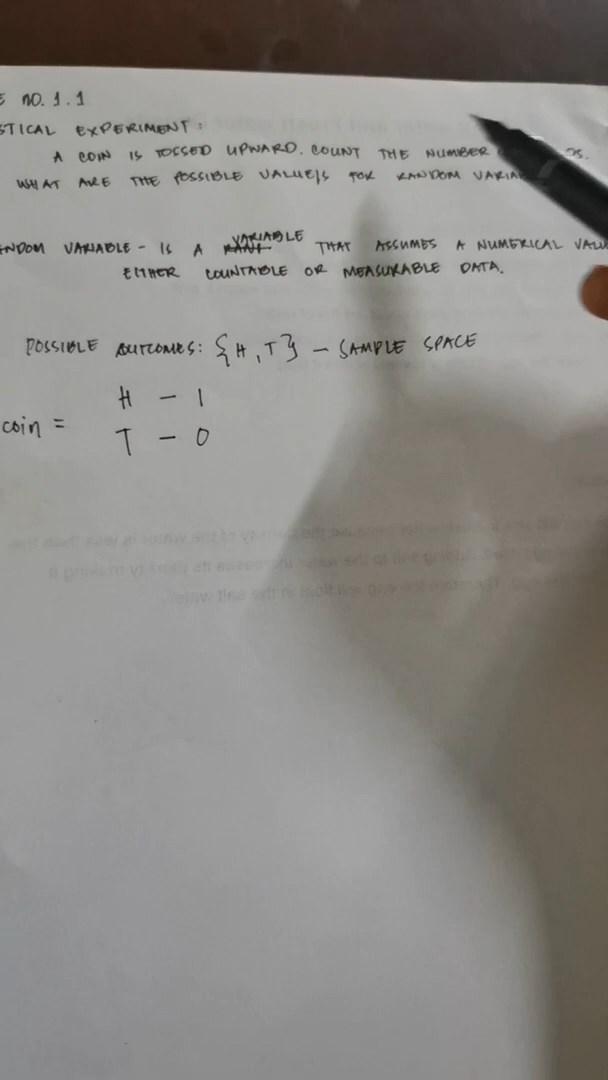 NO. 1.1
STICAL EXPERIMENT:
A COIN IS TOSSED UPWARD. COUNT THE NUMBER
WHAT ARE THE POSSIBLE VALUE/S FOR RANDOM VARIA
NDOM VARIABLE - IS A VARIABLE THAT ASSUMES A NUMERICAL VALU
EITHER COUNTABLE OR MEASURABLE DATA.
POSSIBLE OUTCOMES: {H, T} - SAMPLE SPACE
H - 1
coin =
T - 0